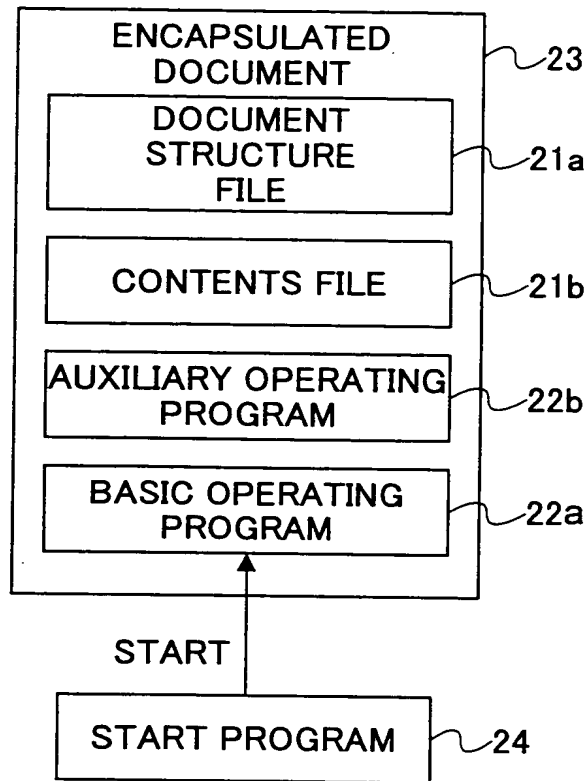 ENCAPSULATED
DOCUMENT
23
DOCUMENT
STRUCTURE
FILE
21a
CONTENTS FILE
21b
AUXILIARY OPERATING
PROGRAM
22b
BASIC OPERATING
PROGRAM
22a
START
START PROGRAM
24